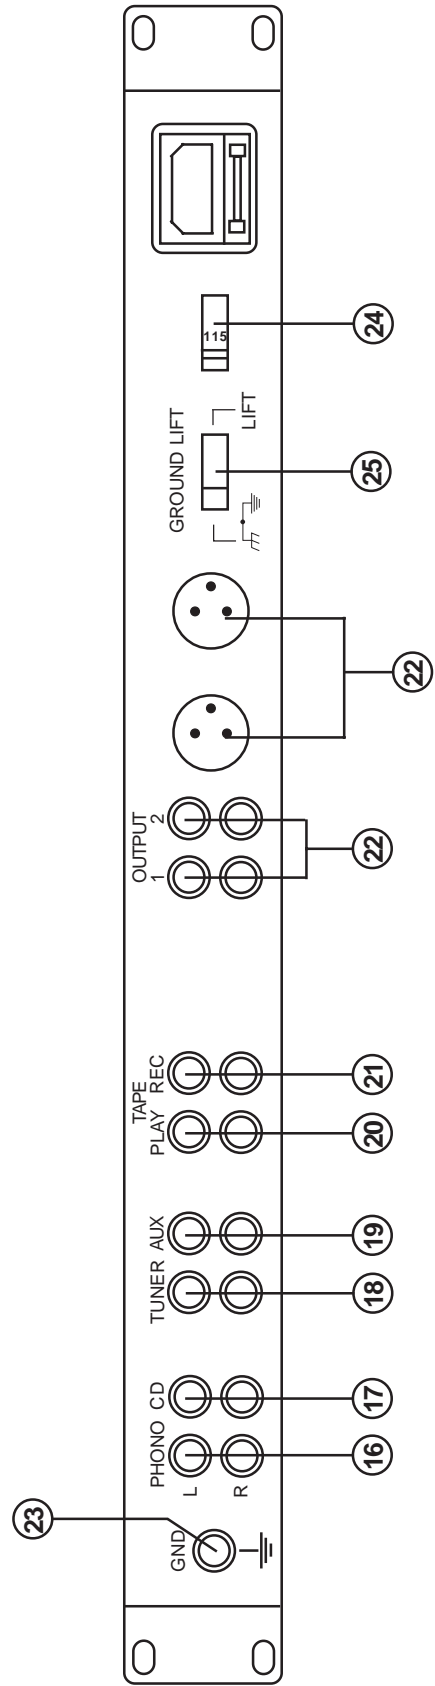 23
TAPE OUTPUT
PHONO CD TUNER AUX PLAY REC 1 2
GND GROUND LIFT
L
115
R
LIFT
16 17 18 19 20 21 22 25 24
22